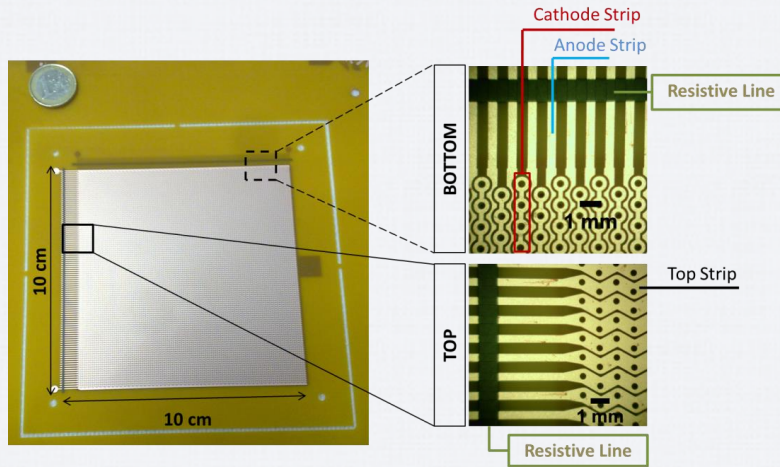 Cathode Strip
Anode Strip
Resistive Line
BOTTOM
1 mm
10 cm
Top Strip
TOP
1 mm
10 cm
Resistive Line